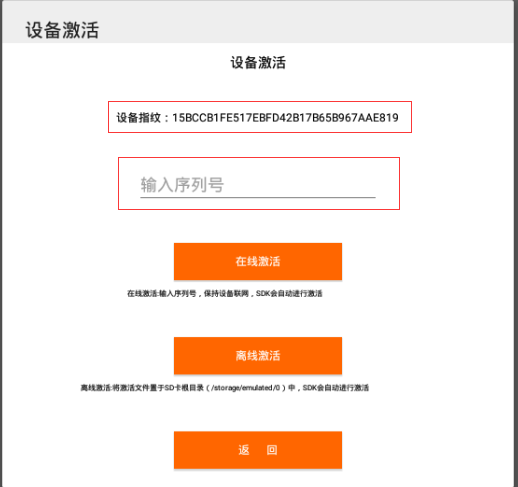 设备激活
设备激活
设备指纹：15BCCB1FE517EBFD42B17B65B967AAE819
输入序列号
在线激活
在线激活:输入序列号，保持设备联网，SDK会自动进行激活
离线激活
离线激活:将激活文件置于SD卡根目录（/storage/emulated/0）中，SDK会自动进行激活
返 回